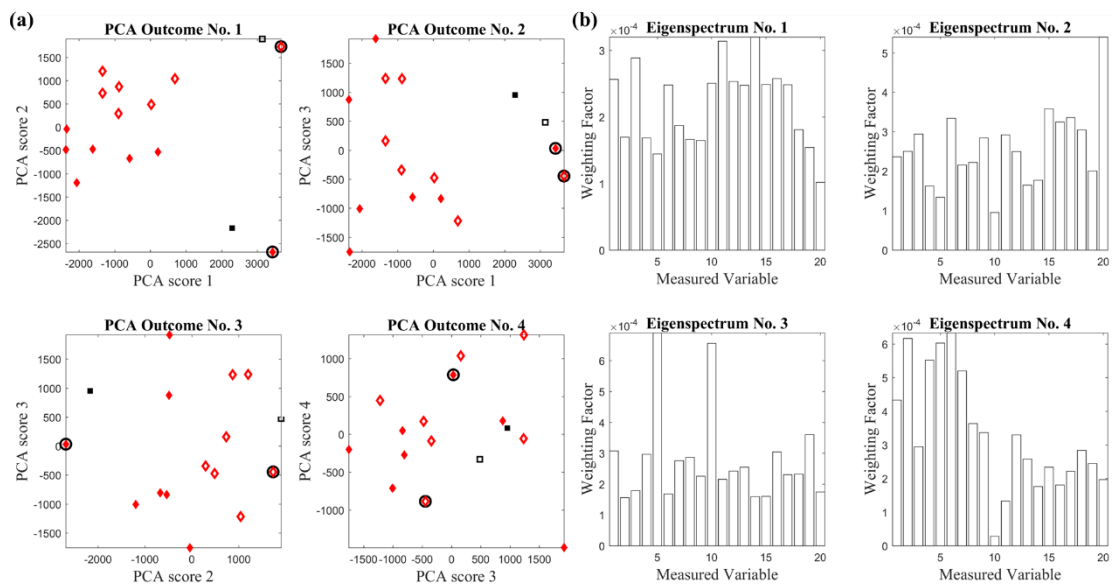 (a)
PCA Outcome No. 1
PCA score 2
1500
1000
500
0
-500
-1000
-1500
-2000
-2500
-2000 -1000 0 1000 2000 3000
PCA score 1
PCA Outcome No. 2
PCA score 3
1500
1000
500
0
-500
-1000
-1500
-2000 -1000 0 1000 2000 3000
PCA score 1
(b)
Eigenspectrum No. 1
×10⁻⁴
Weighting Factor
3
2
1
0
5 10 15 20
Measured Variable
Eigenspectrum No. 2
×10⁻⁴
Weighting Factor
5
4
3
2
1
0
5 10 15 20
Measured Variable
PCA Outcome No. 3
PCA score 3
1500
1000
500
0
-500
-1000
-1500
-2000 -1000 0 1000
PCA score 2
PCA Outcome No. 4
PCA score 4
1000
500
0
-500
-1000
-1500 -1000 -500 0 500 1000 1500
PCA score 3
Eigenspectrum No. 3
×10⁻⁴
Weighting Factor
6
5
4
3
2
1
0
5 10 15 20
Measured Variable
Eigenspectrum No. 4
×10⁻⁴
Weighting Factor
6
5
4
3
2
1
0
5 10 15 20
Measured Variable